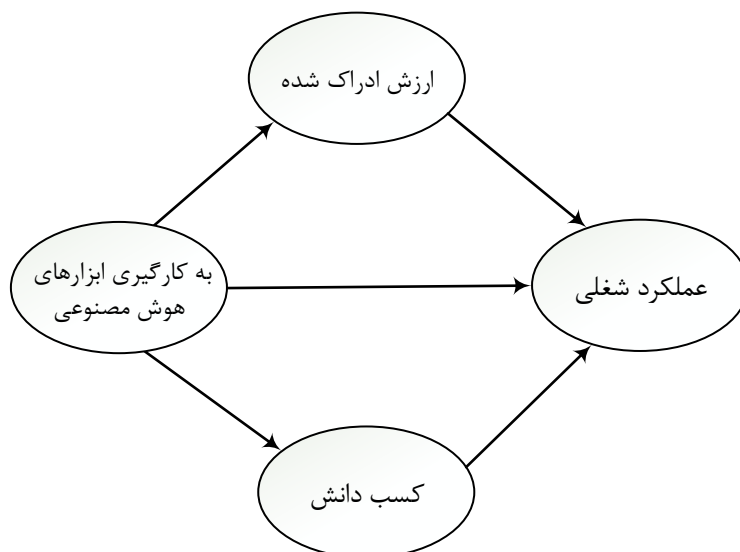 ارزش ادراک شده
به کارگیری ابزارهای
هوش مصنوعی
عملکرد شغلی
کسب دانش